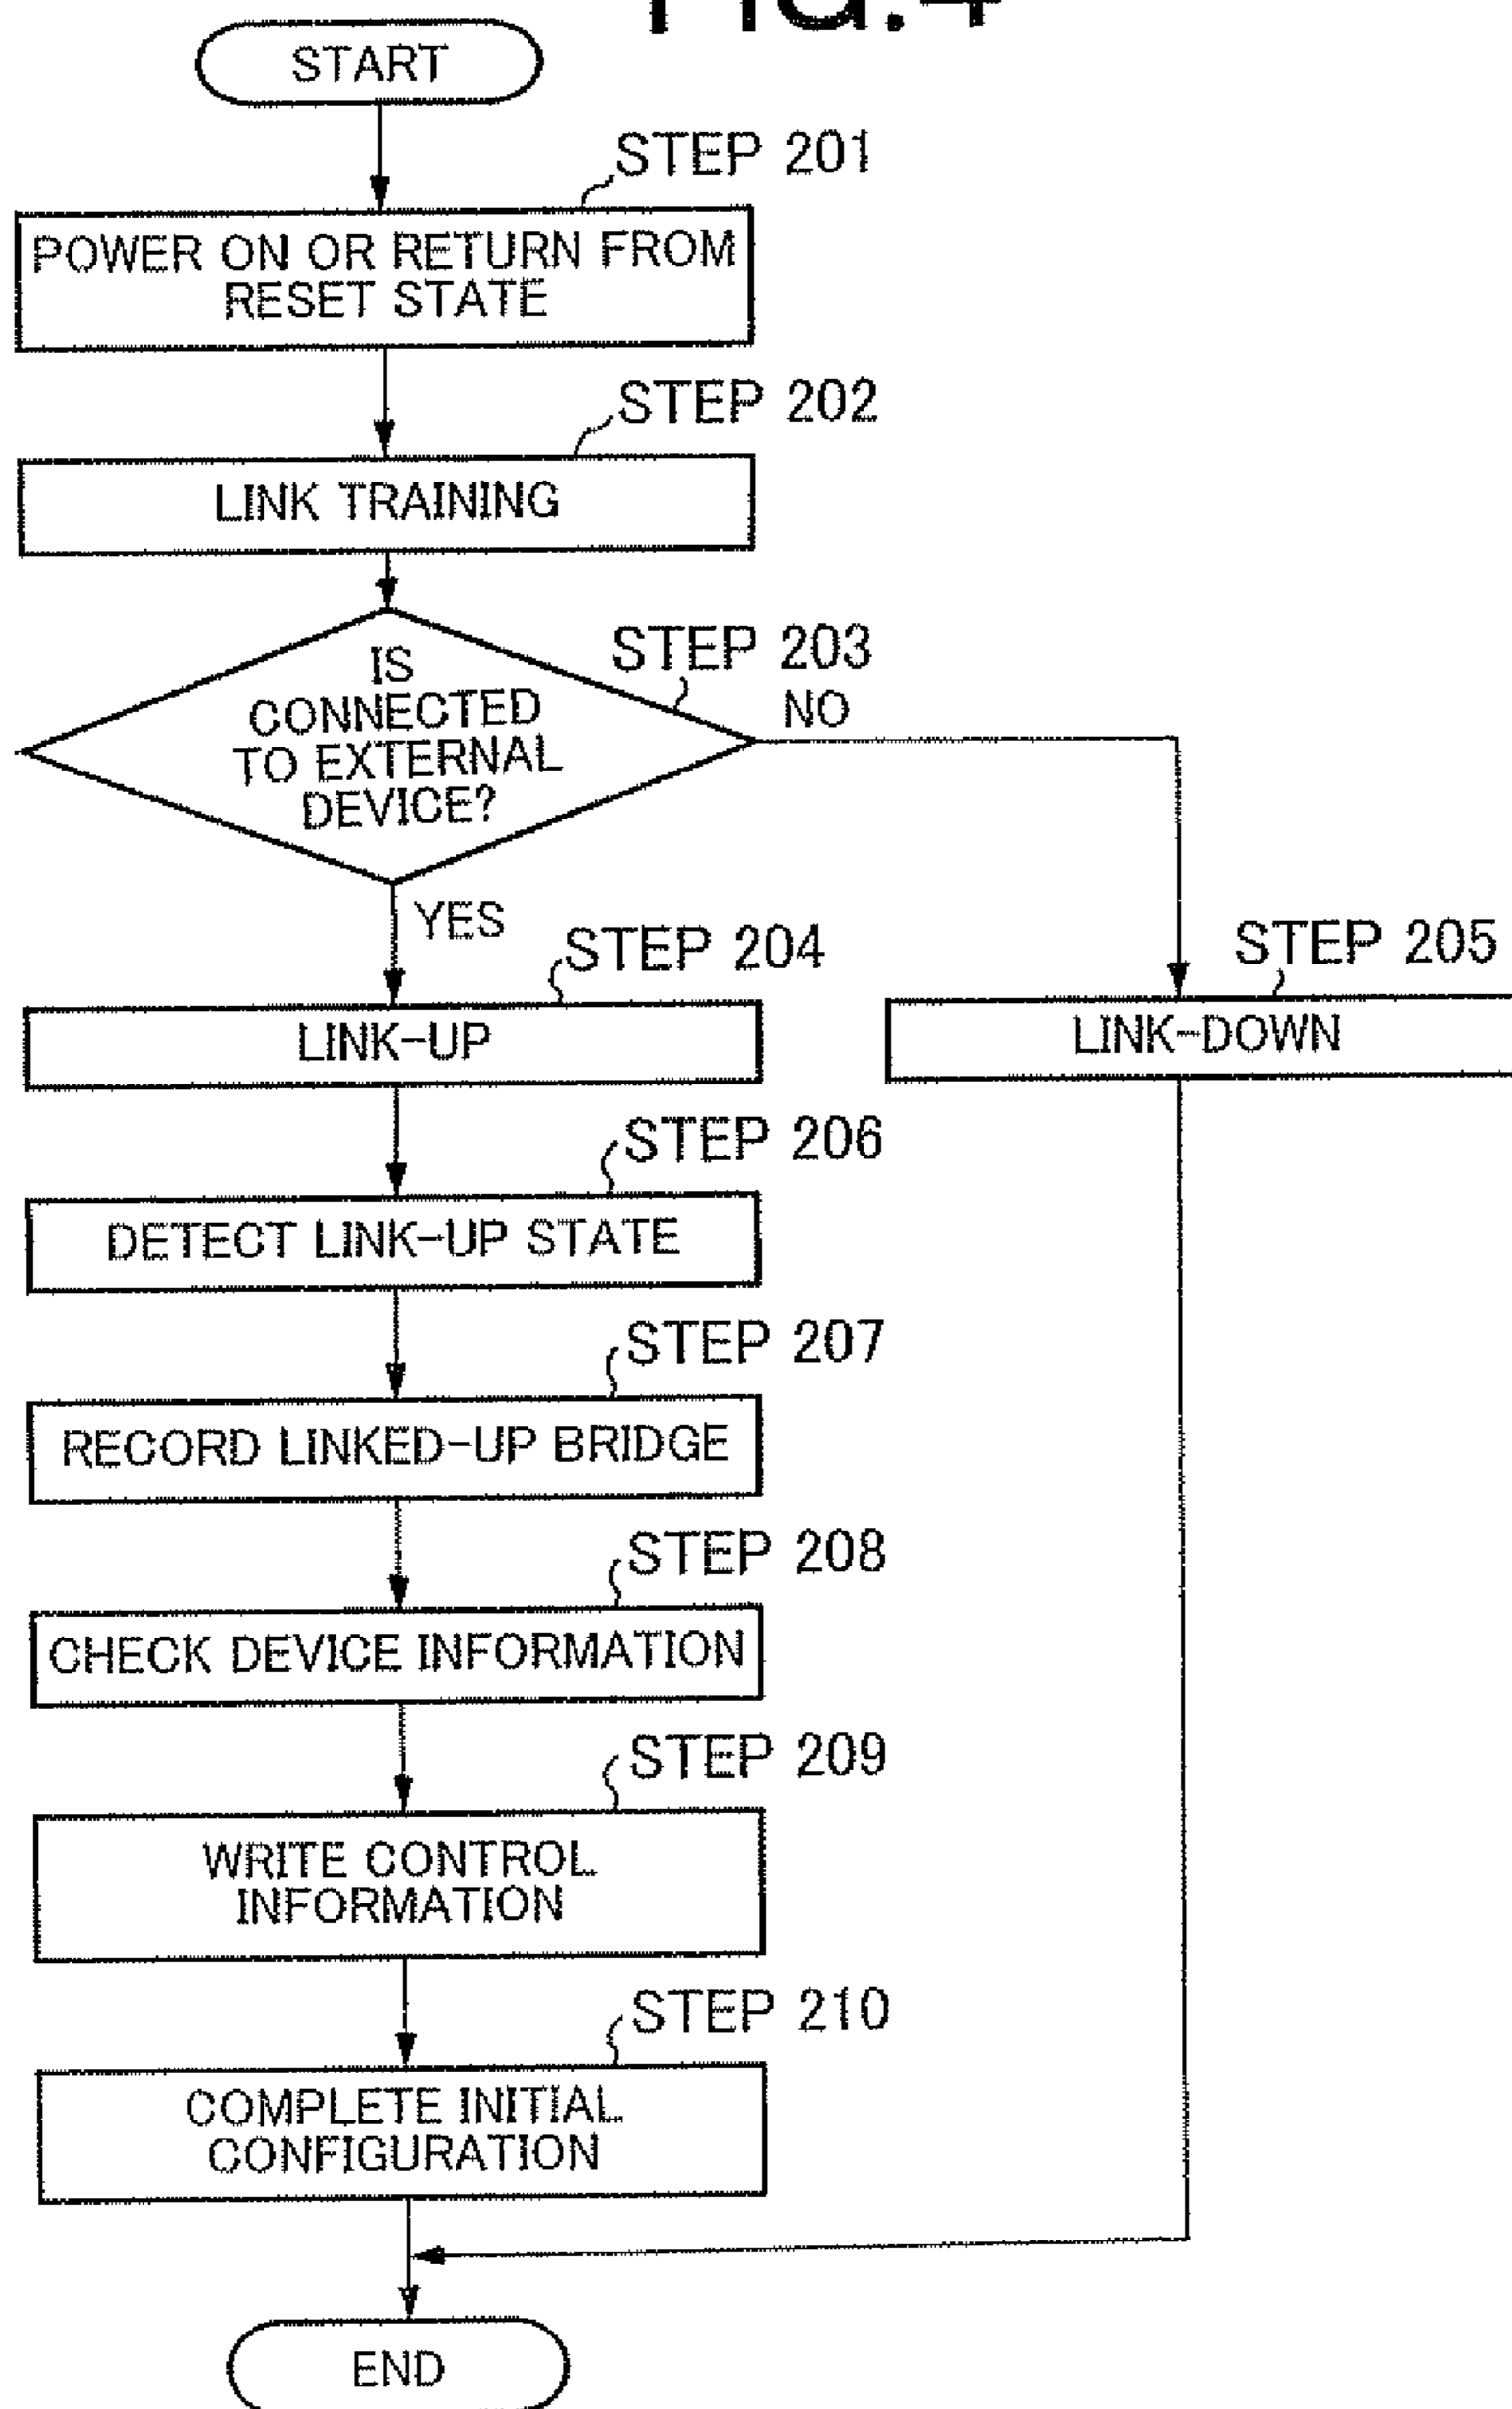 FIG.4
START
STEP 201
POWER ON OR RETURN FROM
RESET STATE
STEP 202
LINK TRAINING
STEP 203
IS
CONNECTED
TO EXTERNAL
DEVICE?
NO
YES
STEP 204
LINK-UP
STEP 205
LINK-DOWN
STEP 206
DETECT LINK-UP STATE
STEP 207
RECORD LINKED-UP BRIDGE
STEP 208
CHECK DEVICE INFORMATION
STEP 209
WRITE CONTROL
INFORMATION
STEP 210
COMPLETE INITIAL
CONFIGURATION
END